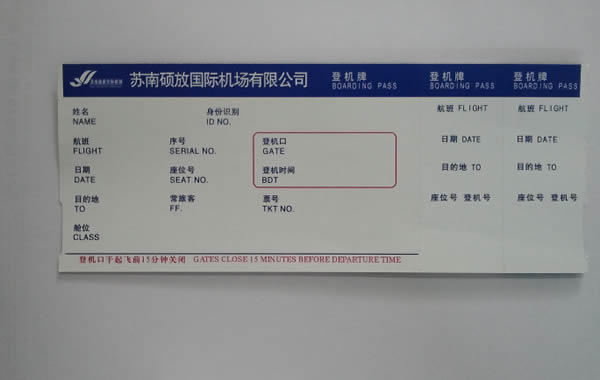 苏南硕放国际机场有限公司 登机牌 登机牌 登机牌
BOARDING PASS BOARDING PASS BOARDING PASS
姓名 身份识别 航班 FLIGHT 航班 FLIGHT
NAME ID NO.
航班 序号 登机口 日期 DATE 日期 DATE
FLIGHT SERIAL NO. GATE
日期 座位号 登机时间 目的地 TO 目的地 TO
DATE SEAT NO. BDT
目的地 常旅客 票号 座位号 登机号 座位号 登机号
TO FF. TKT NO.
舱位
CLASS
登机口于起飞前15分钟关闭 GATES CLOSE 15 MINUTES BEFORE DEPARTURE TIME